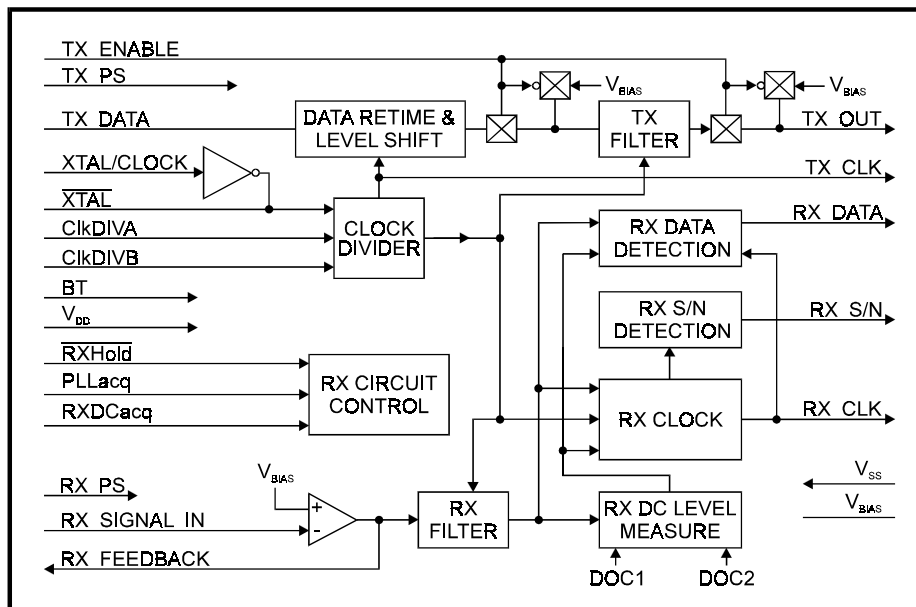 TX ENABLE
TX PS
V_BIAS
V_BIAS
TX DATA
DATA RETIME &
LEVEL SHIFT
TX
FILTER
TX OUT
XTAL/CLOCK
TX CLK
XTAL
ClkDIVA
ClkDIVB
CLOCK
DIVIDER
RX DATA
DETECTION
RX DATA
BT
V_DD
RX S/N
DETECTION
RX S/N
RXHold
PLLacq
RXDCacq
RX CIRCUIT
CONTROL
RX CLOCK
RX CLK
V_BIAS
V_SS
V_BIAS
RX PS
RX SIGNAL IN
RX FEEDBACK
+
-
RX
FILTER
RX DC LEVEL
MEASURE
DOC1
DOC2